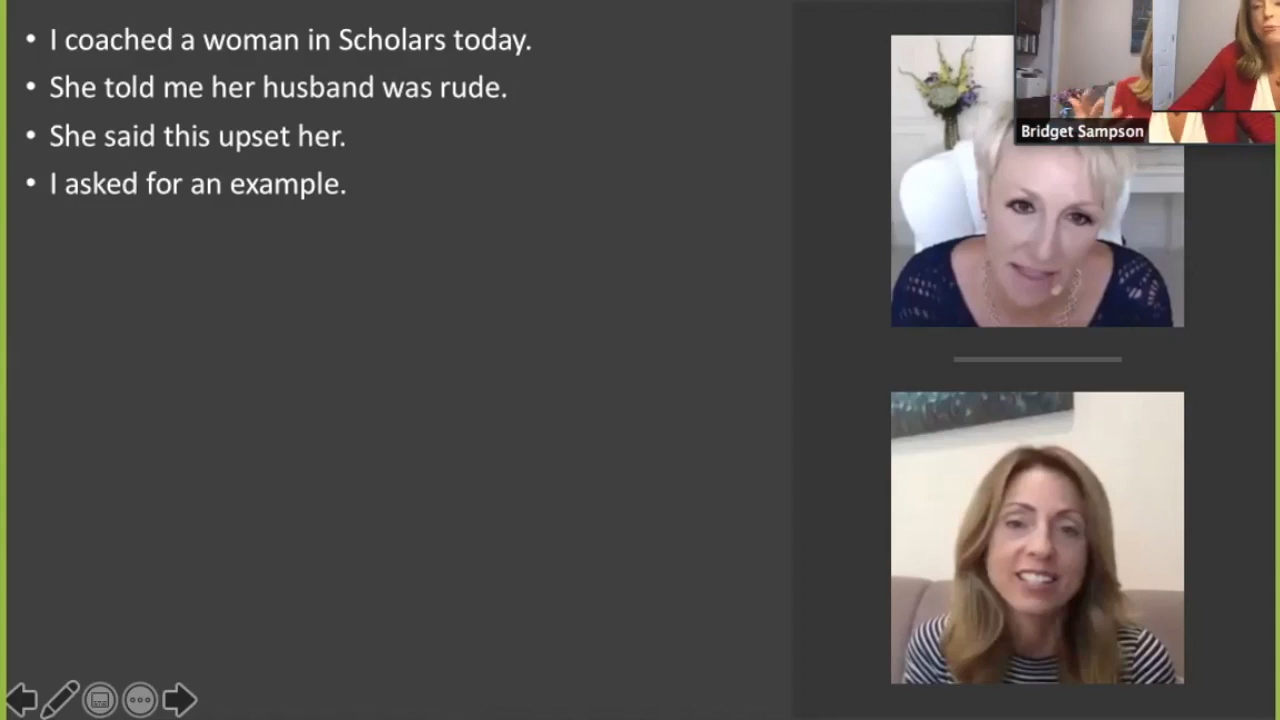 • I coached a woman in Scholars today.
• She told me her husband was rude.
• She said this upset her.
• I asked for an example.
Bridget Sampson